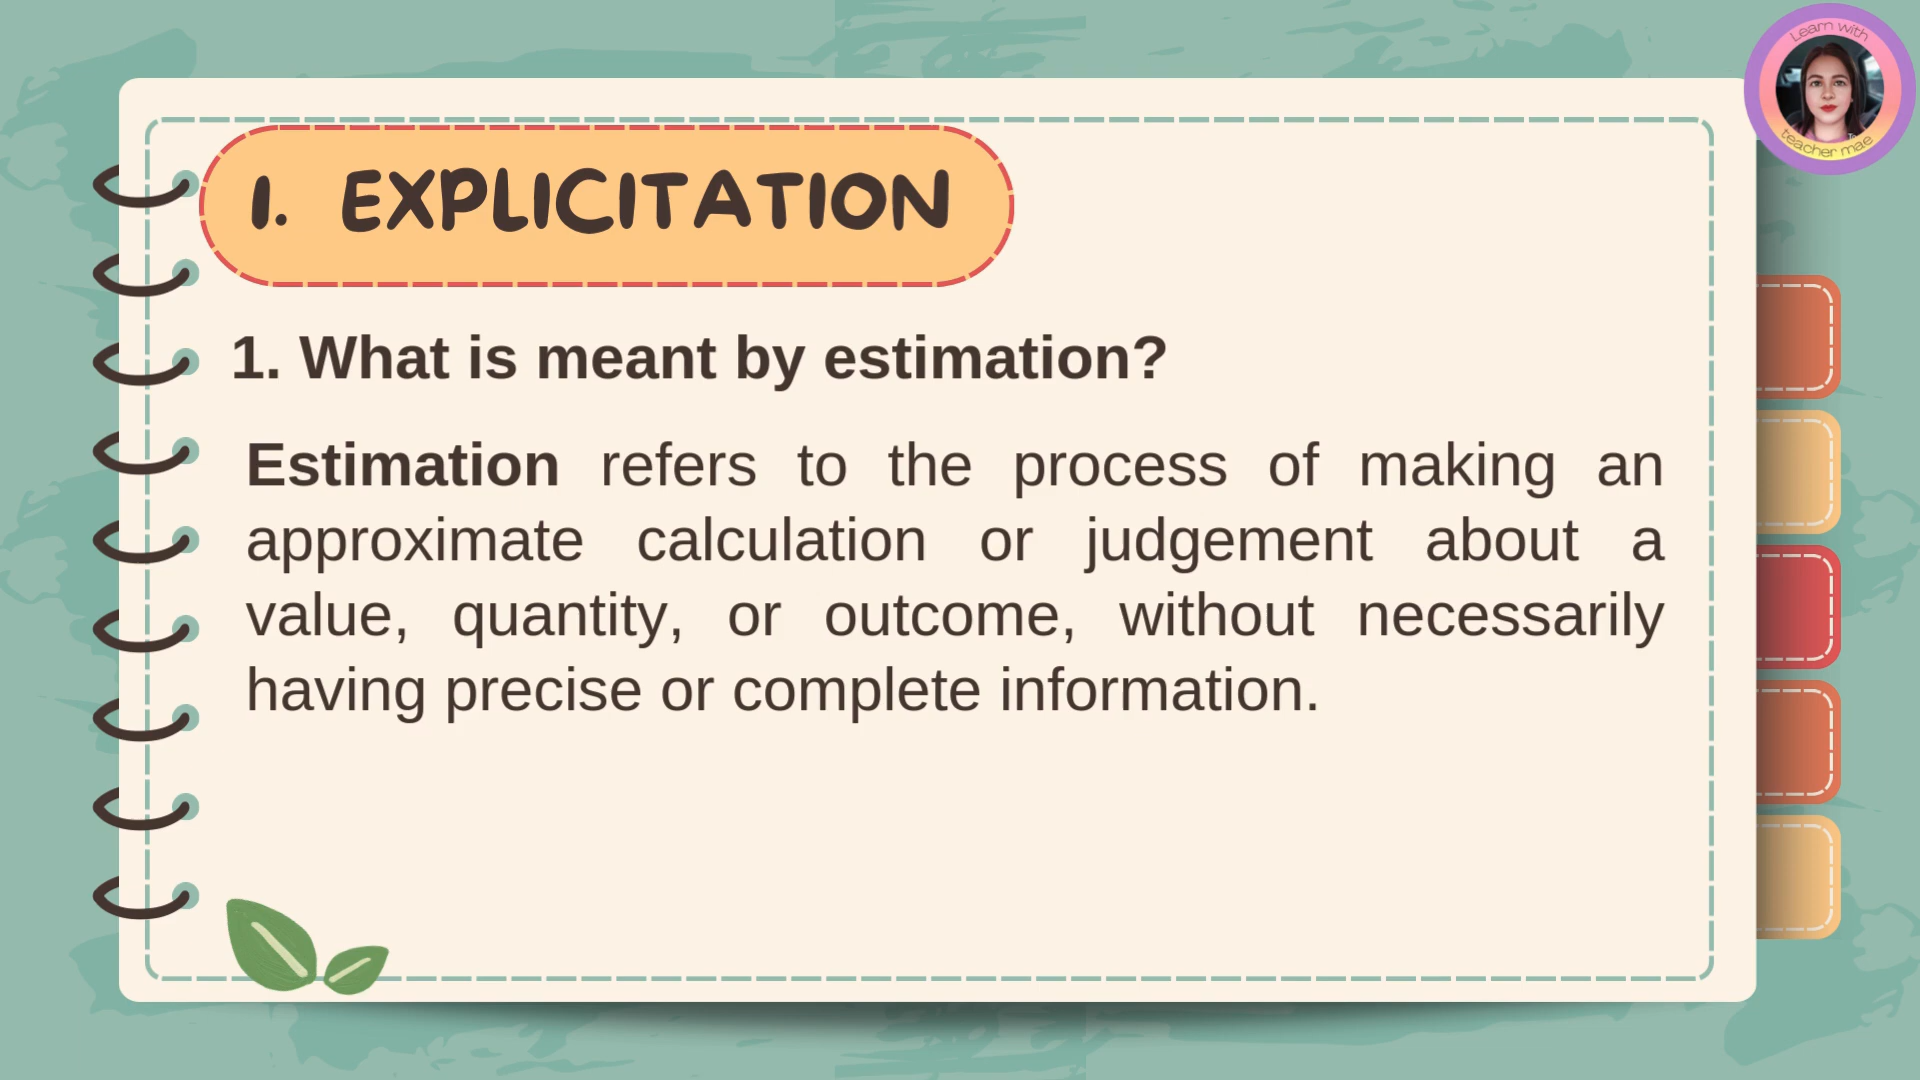 Learn with
teacher mae
I. EXPLICITATION
1. What is meant by estimation?
Estimation refers to the process of making an
approximate calculation or judgement about a
value, quantity, or outcome, without necessarily
having precise or complete information.